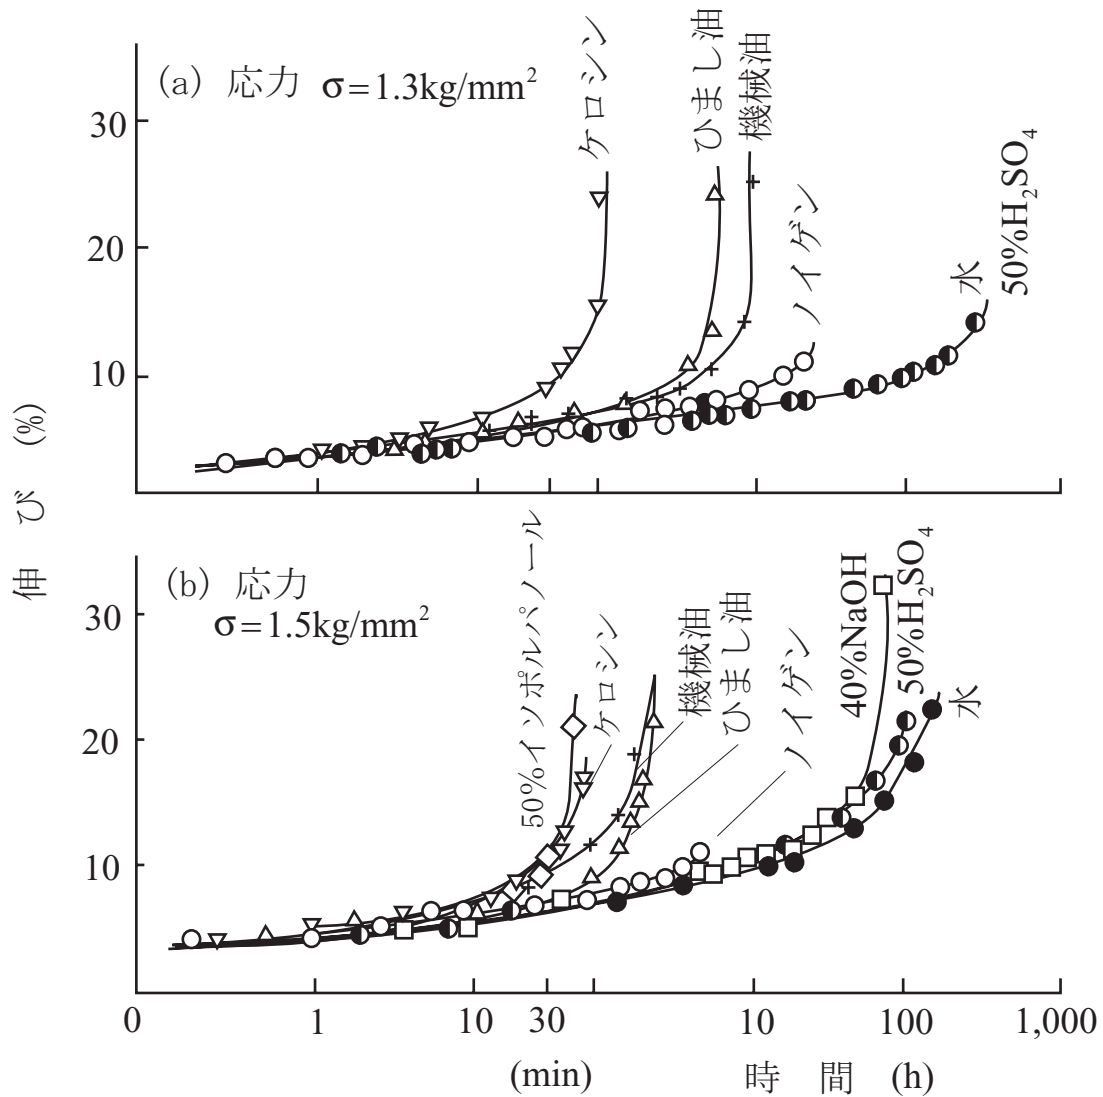 (a) 応力 σ=1.3kg/mm²
ケロシン
ひまし油
機械油
ノイゲン
水
50%H₂SO₄
30
20
10
伸び (%)
(b) 応力
σ=1.5kg/mm²
50%イソポルパノール
ケロシン
機械油
ひまし油
ノイゲン
40%NaOH
50%H₂SO₄
水
30
20
10
0 1 10 30 10 100 1,000
(min) 時間 (h)